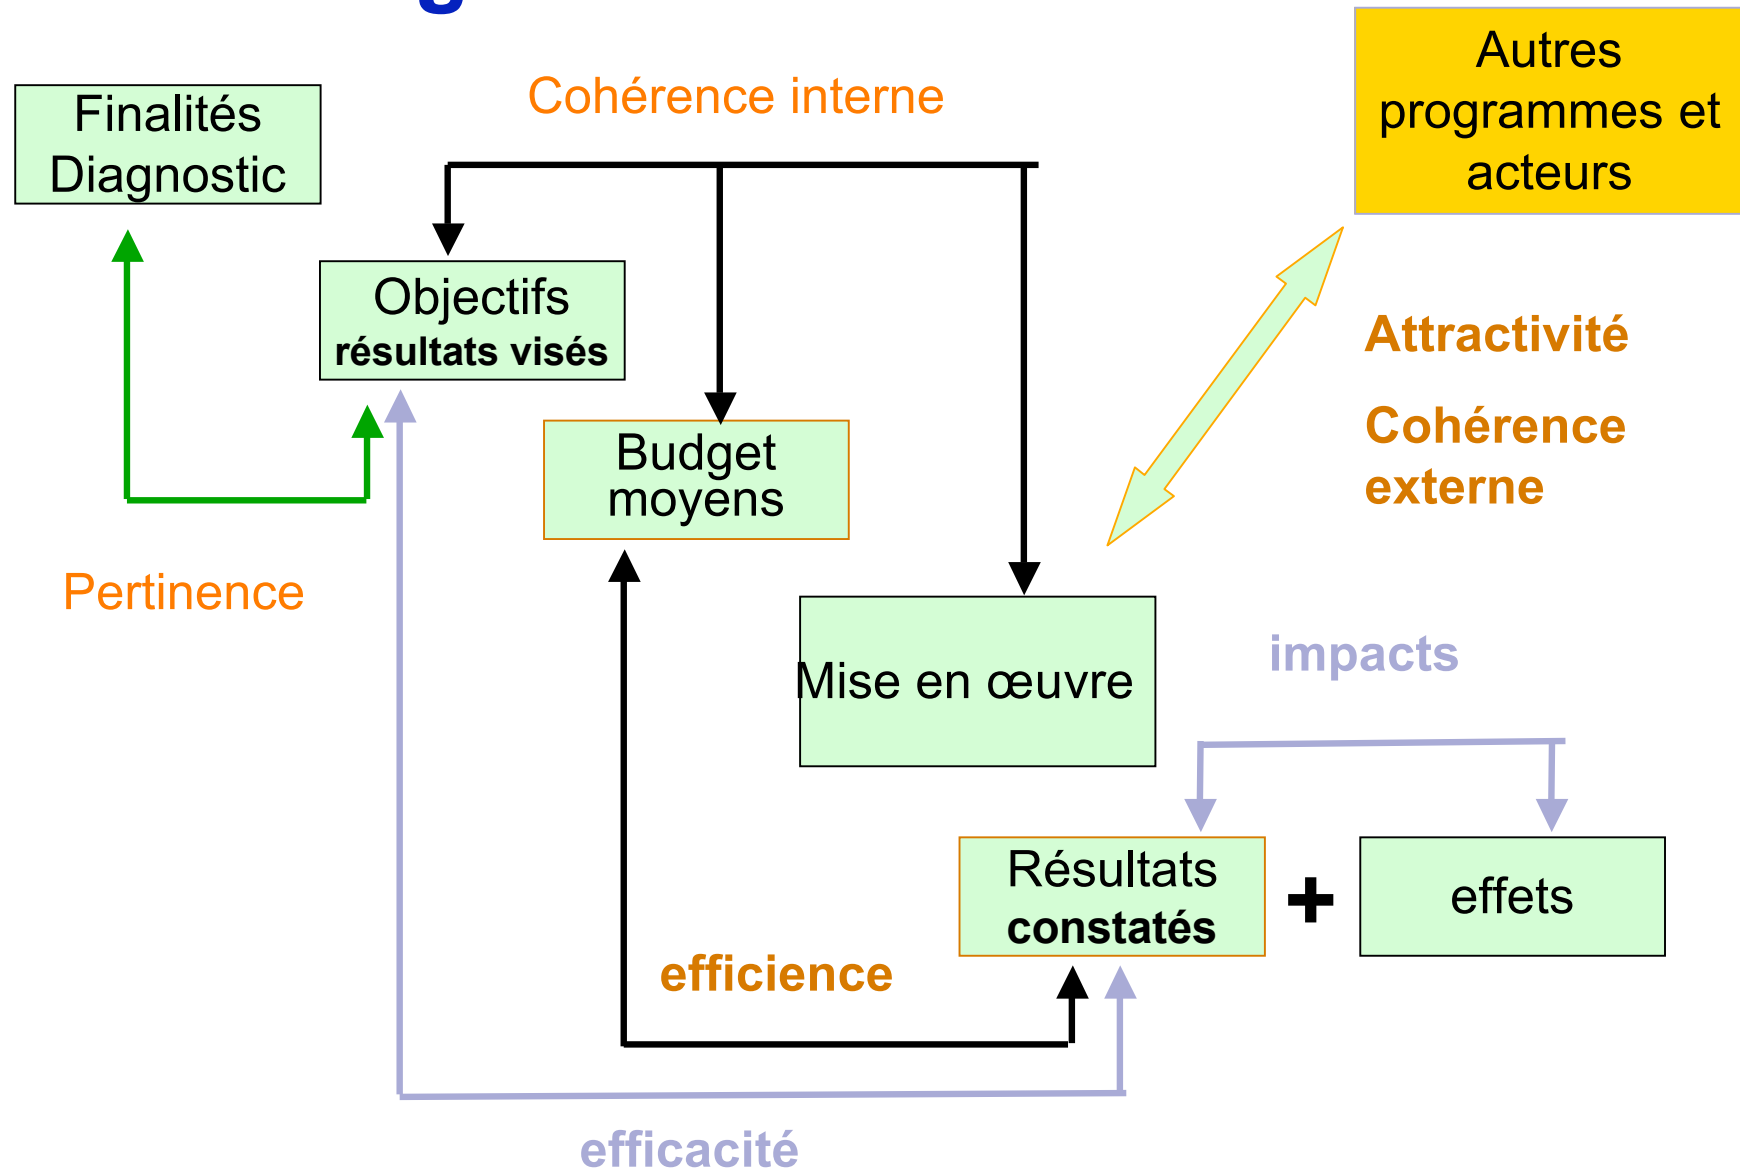 Autres
programmes et
acteurs
Cohérence interne
Finalités
Diagnostic
Objectifs
résultats visés
Attractivité
Cohérence
externe
Budget
moyens
Pertinence
Mise en œuvre
impacts
Résultats
constatés
+
effets
efficience
efficacité